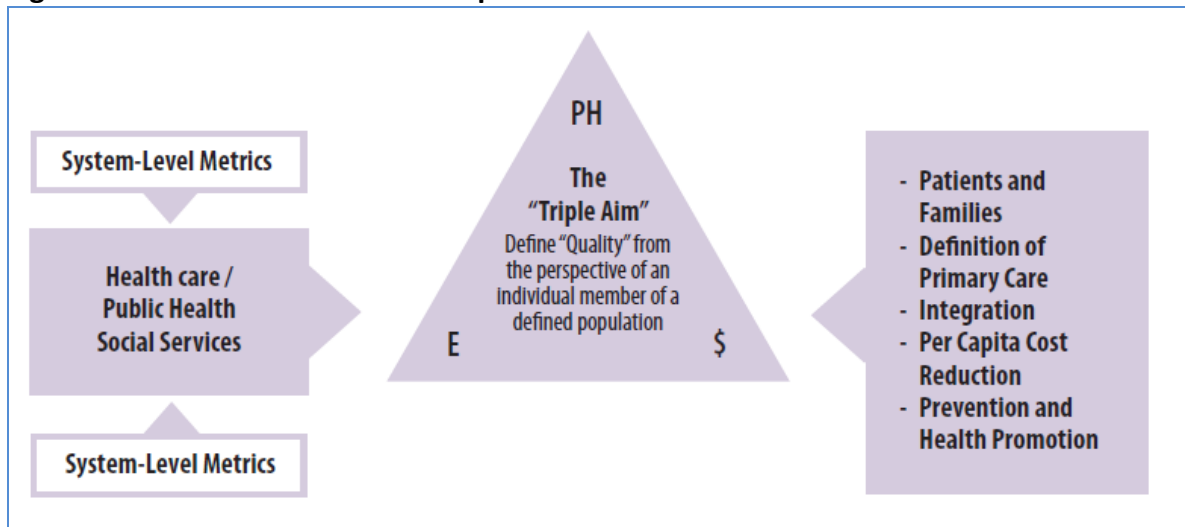 System-Level Metrics
Health care /
Public Health
Social Services
System-Level Metrics
PH
The
“Triple Aim”
Define “Quality” from
the perspective of an
individual member of a
defined population
E
$
- Patients and
Families
- Definition of
Primary Care
- Integration
- Per Capita Cost
Reduction
- Prevention and
Health Promotion